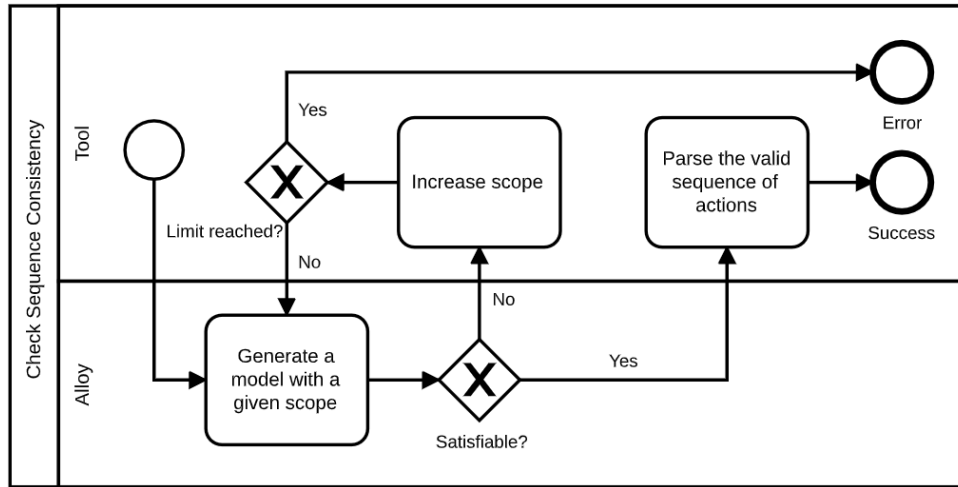 Check Sequence Consistency
Tool
Yes
Error
Increase scope
Parse the valid
sequence of
actions
Limit reached?
Success
No
Alloy
No
Generate a
model with a
given scope
Yes
Satisfiable?